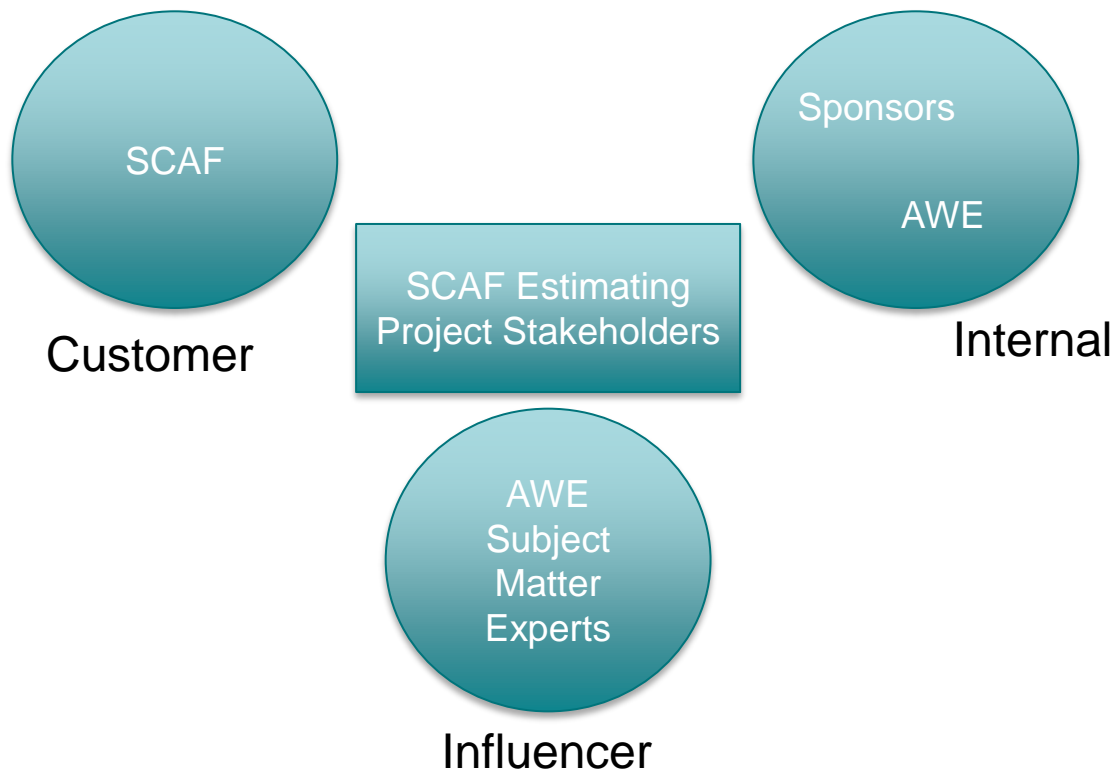 SCAF
Customer
Sponsors
AWE
Internal
SCAF Estimating
Project Stakeholders
AWE
Subject
Matter
Experts
Influencer